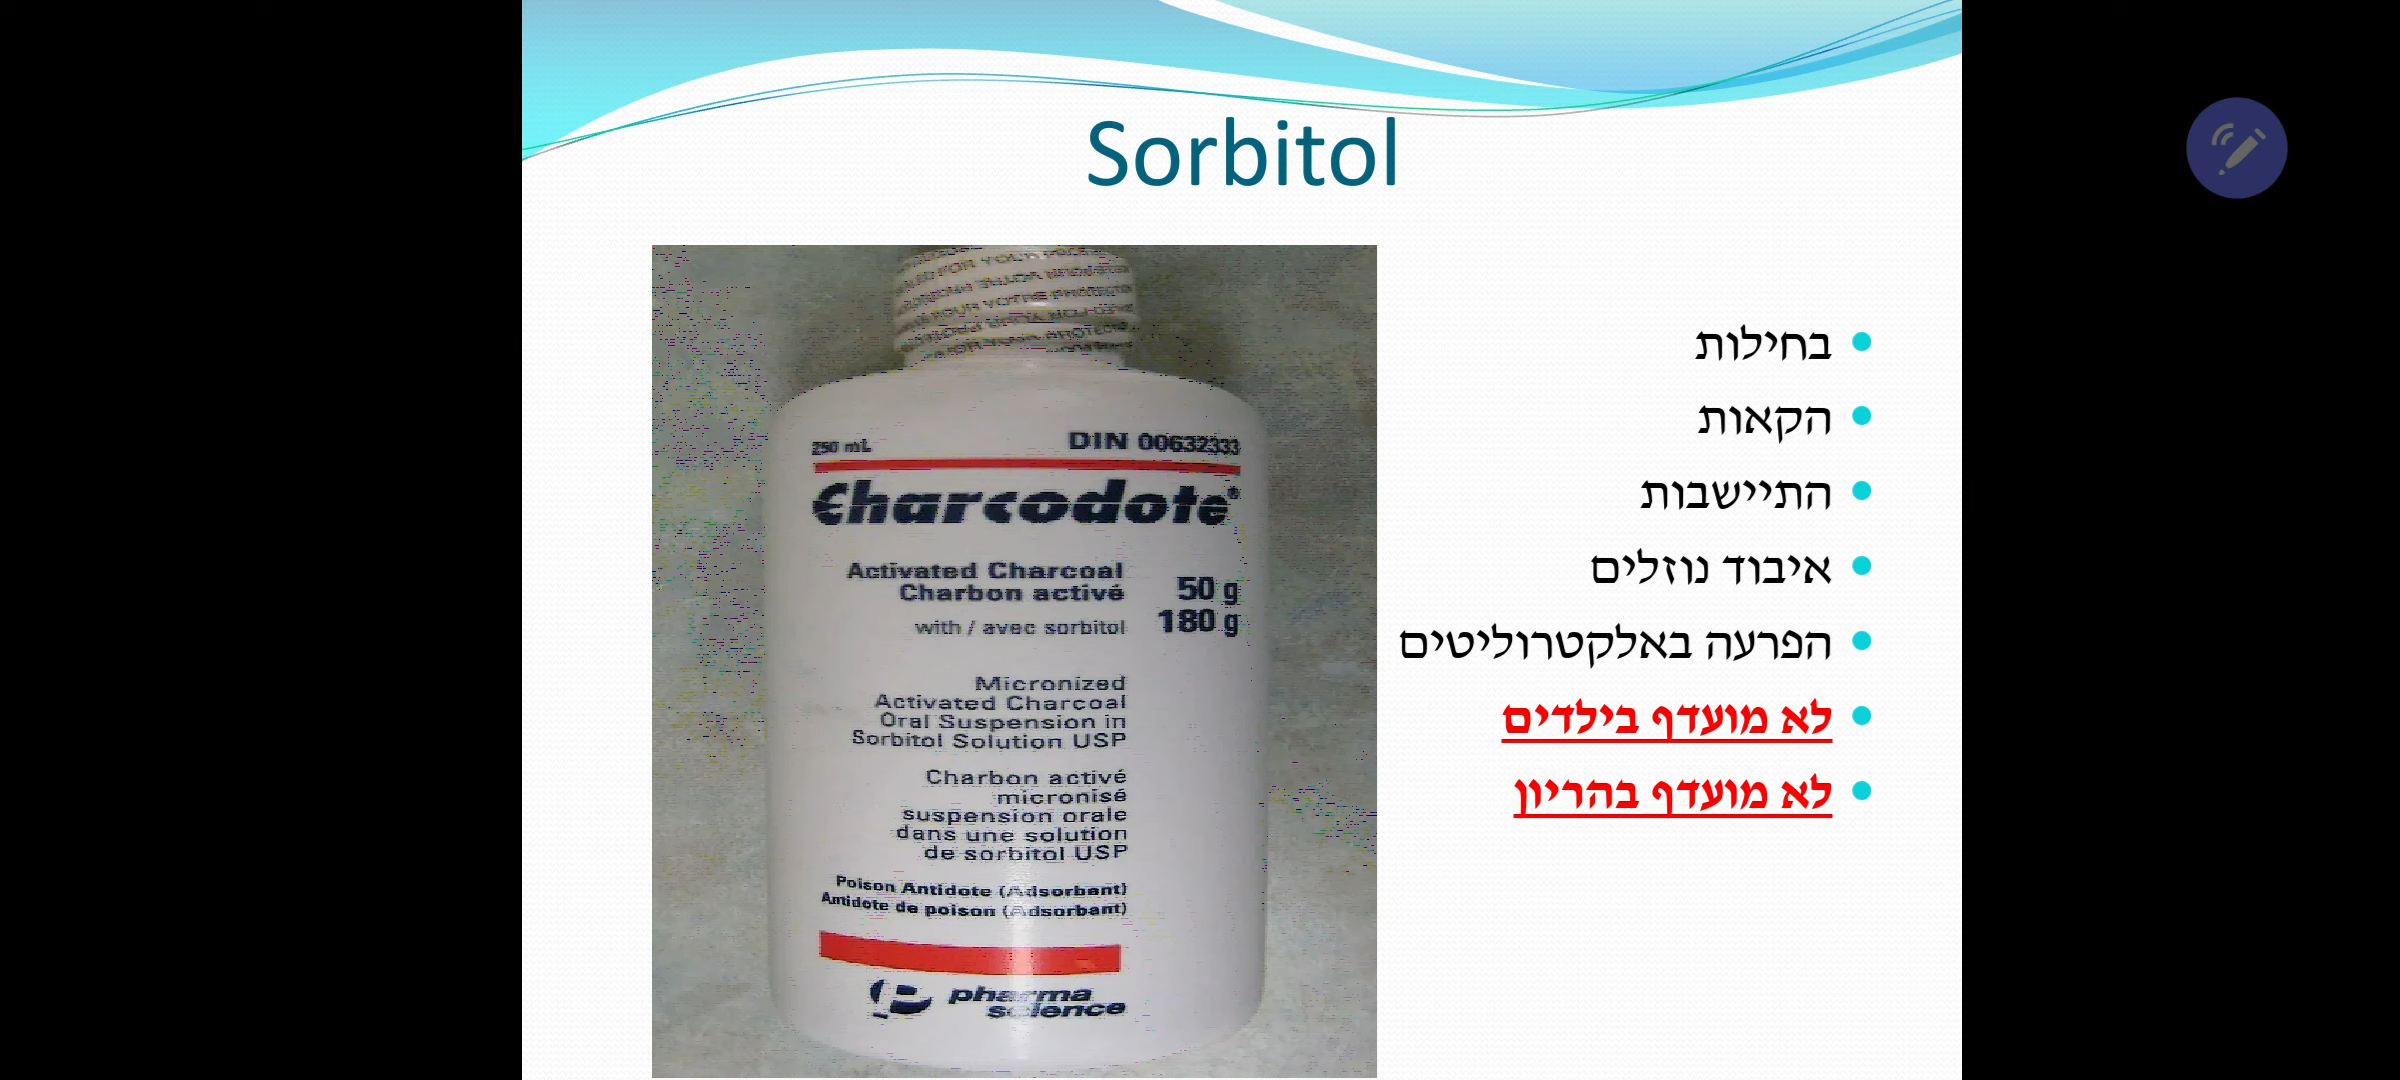 Sorbitol
בחילות
הקאות
התיישבות
איבוד נוזלים
הפרעה באלקטרוליטים
לא מועדף בילדים
לא מועדף בהריון
250 mL DIN 00632333
Charcodote®
Activated Charcoal 50 g
Charbon activé
with / avec sorbitol 180 g
Micronized
Activated Charcoal
Oral Suspension in
Sorbitol Solution USP
Charbon activé
micronisé
suspension orale
dans une solution
de sorbitol USP
Poison Antidote (Adsorbant)
Antidote de poison (Adsorbant)
pharma
science